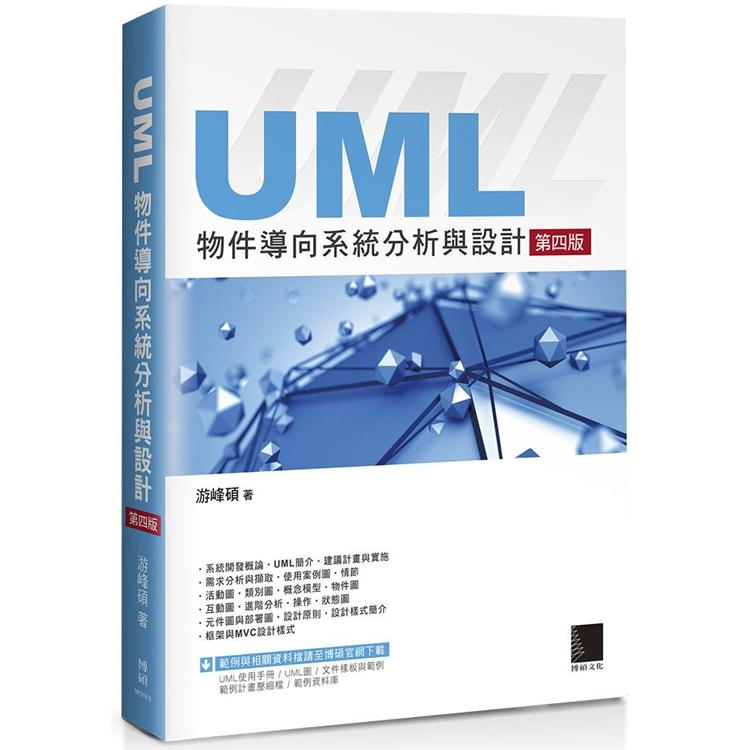 UML
UML
物件導向系統分析與設計 第四版
游峰碩 著
・系統開發概論・UML簡介・建議計畫與實施
・需求分析與擷取・使用案例圖・情節
・活動圖・類別圖・概念模型・物件圖
・互動圖・進階分析・操作・狀態圖
・元件圖與部署圖・設計原則・設計樣式簡介
・框架與MVC設計樣式
範例與相關資料檔請至博碩官網下載
UML使用手冊 / UML圖 / 文件樣板與範例
範例計畫壓縮檔 / 範例資料庫
博碩文化
UML 物件導向系統分析與設計
第四版
游峰碩 著
博碩